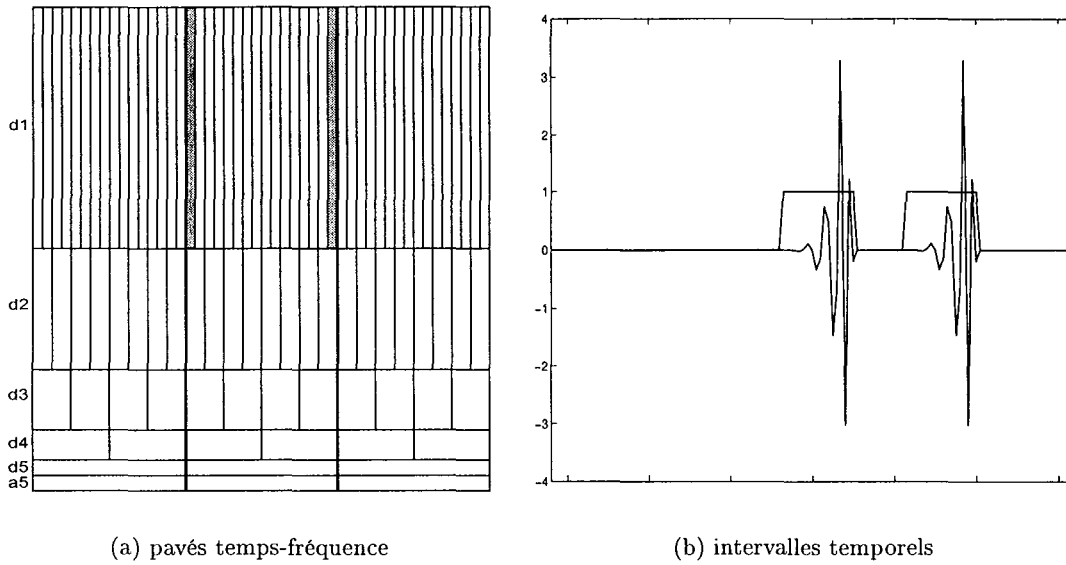 d1
d2
d3
d4
d5
a5
4
3
2
1
0
-1
-2
-3
-4
(a) pavés temps-fréquence
(b) intervalles temporels